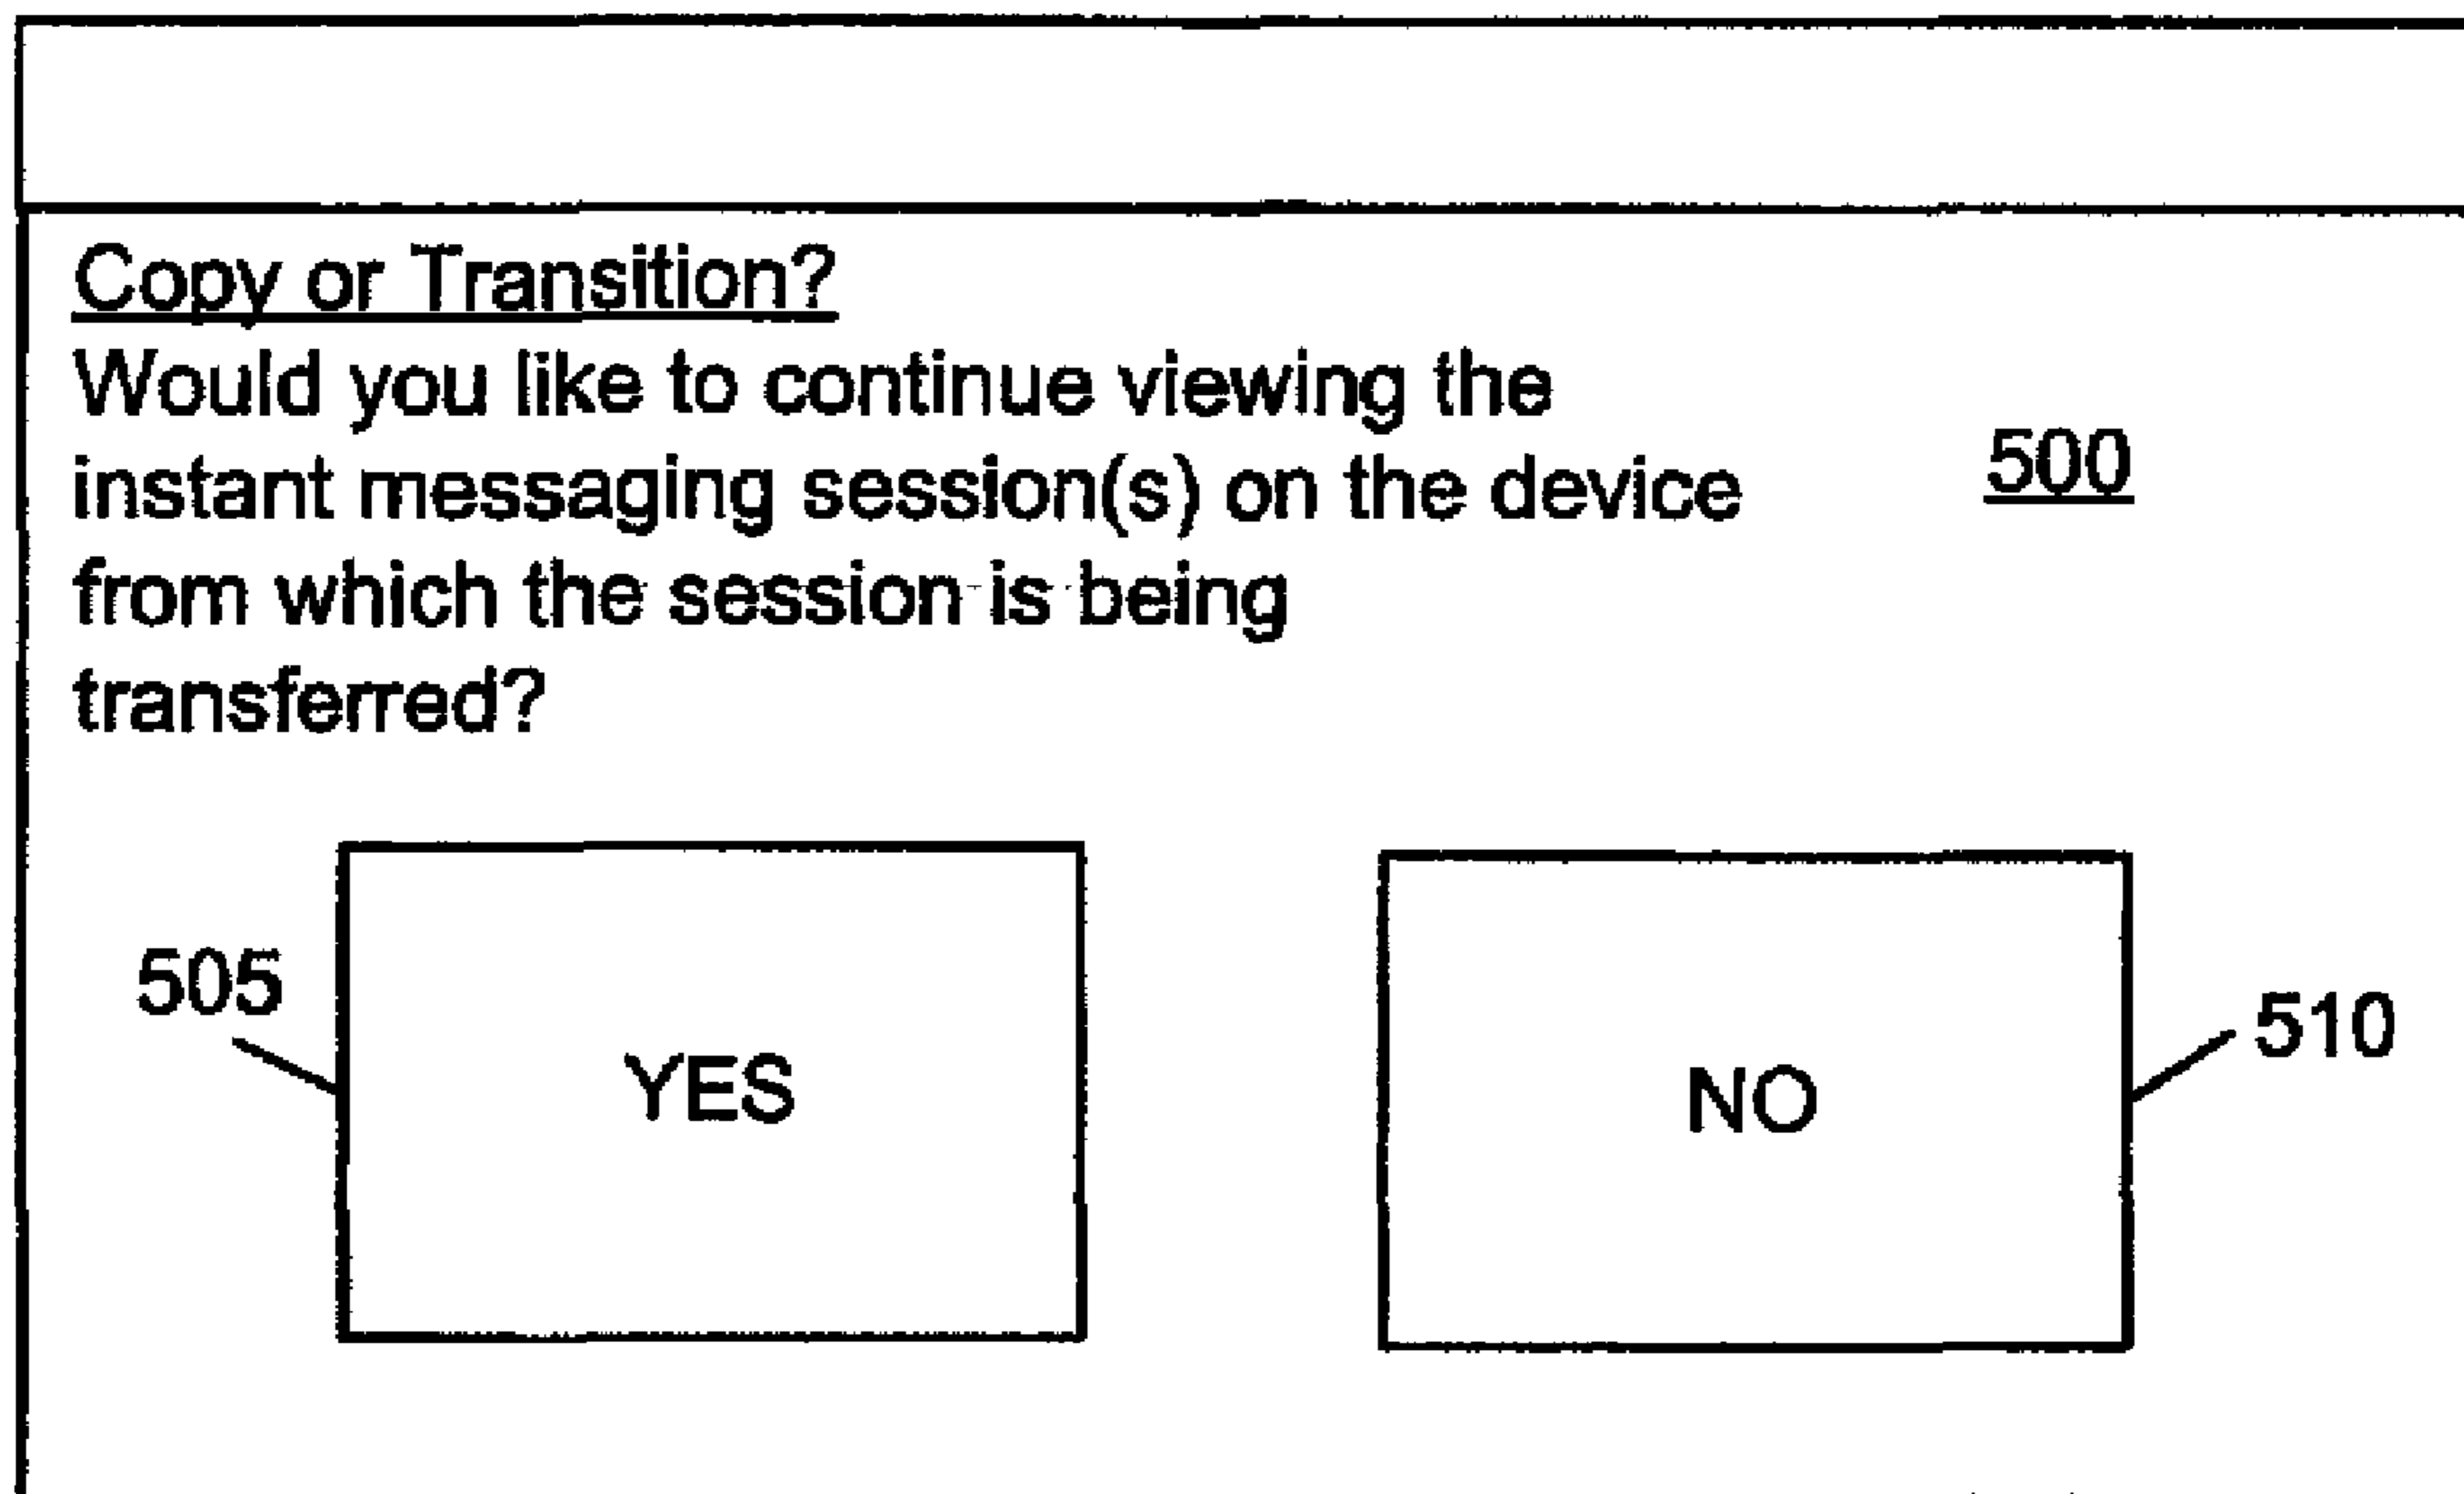 Copy or Transition?
Would you like to continue viewing the
instant messaging session(s) on the device
500
from which the session is being
transferred?
505
YES
NO
510